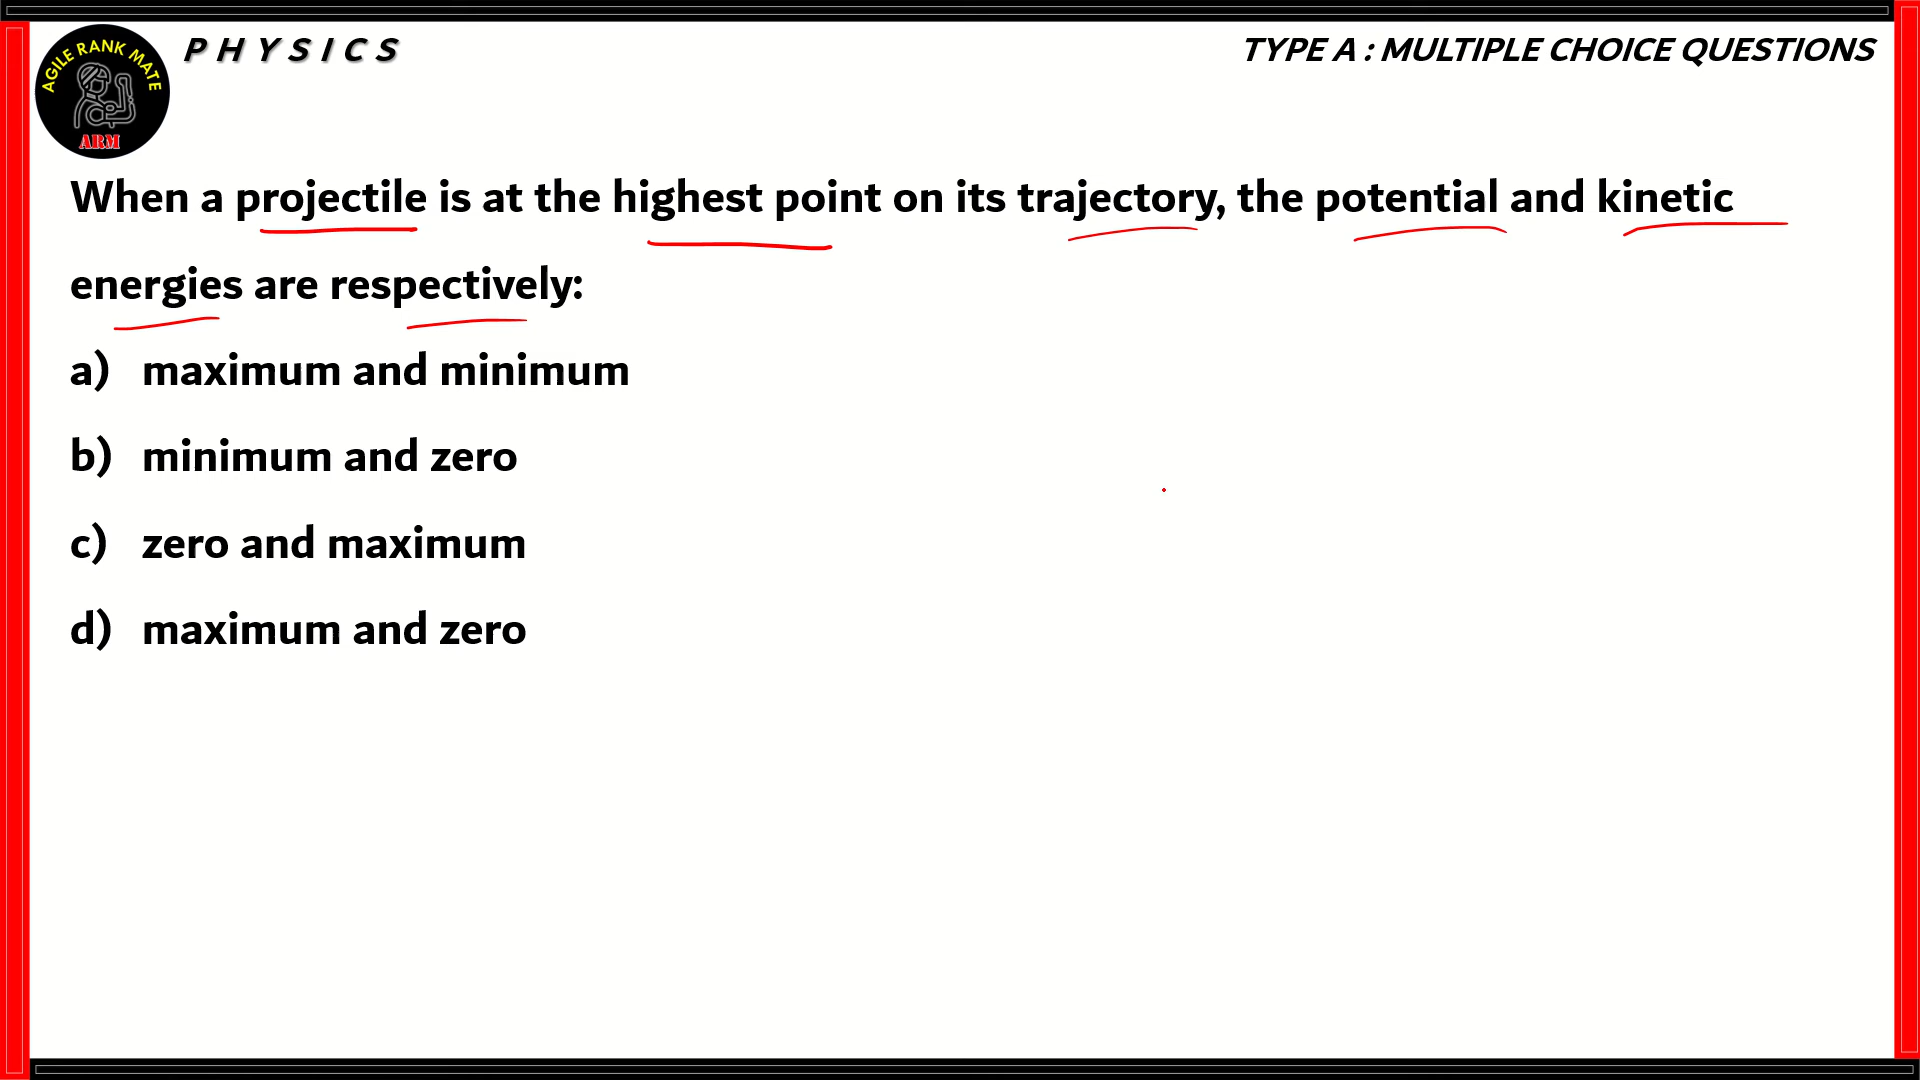 AGILE RANK MATE
ARM
PHYSICS
TYPE A : MULTIPLE CHOICE QUESTIONS
When a projectile is at the highest point on its trajectory, the potential and kinetic
energies are respectively:
a) maximum and minimum
b) minimum and zero
c) zero and maximum
d) maximum and zero